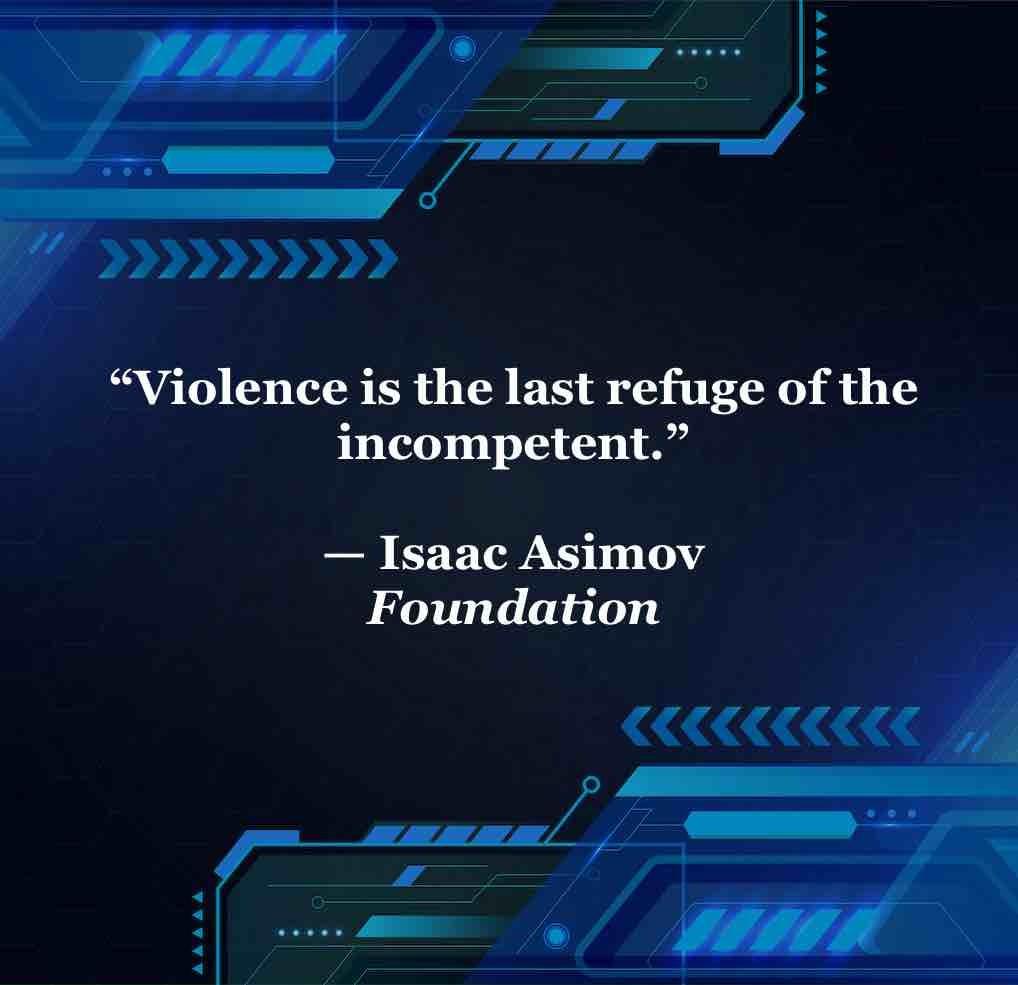 “Violence is the last refuge of the
incompetent.”
— Isaac Asimov
Foundation